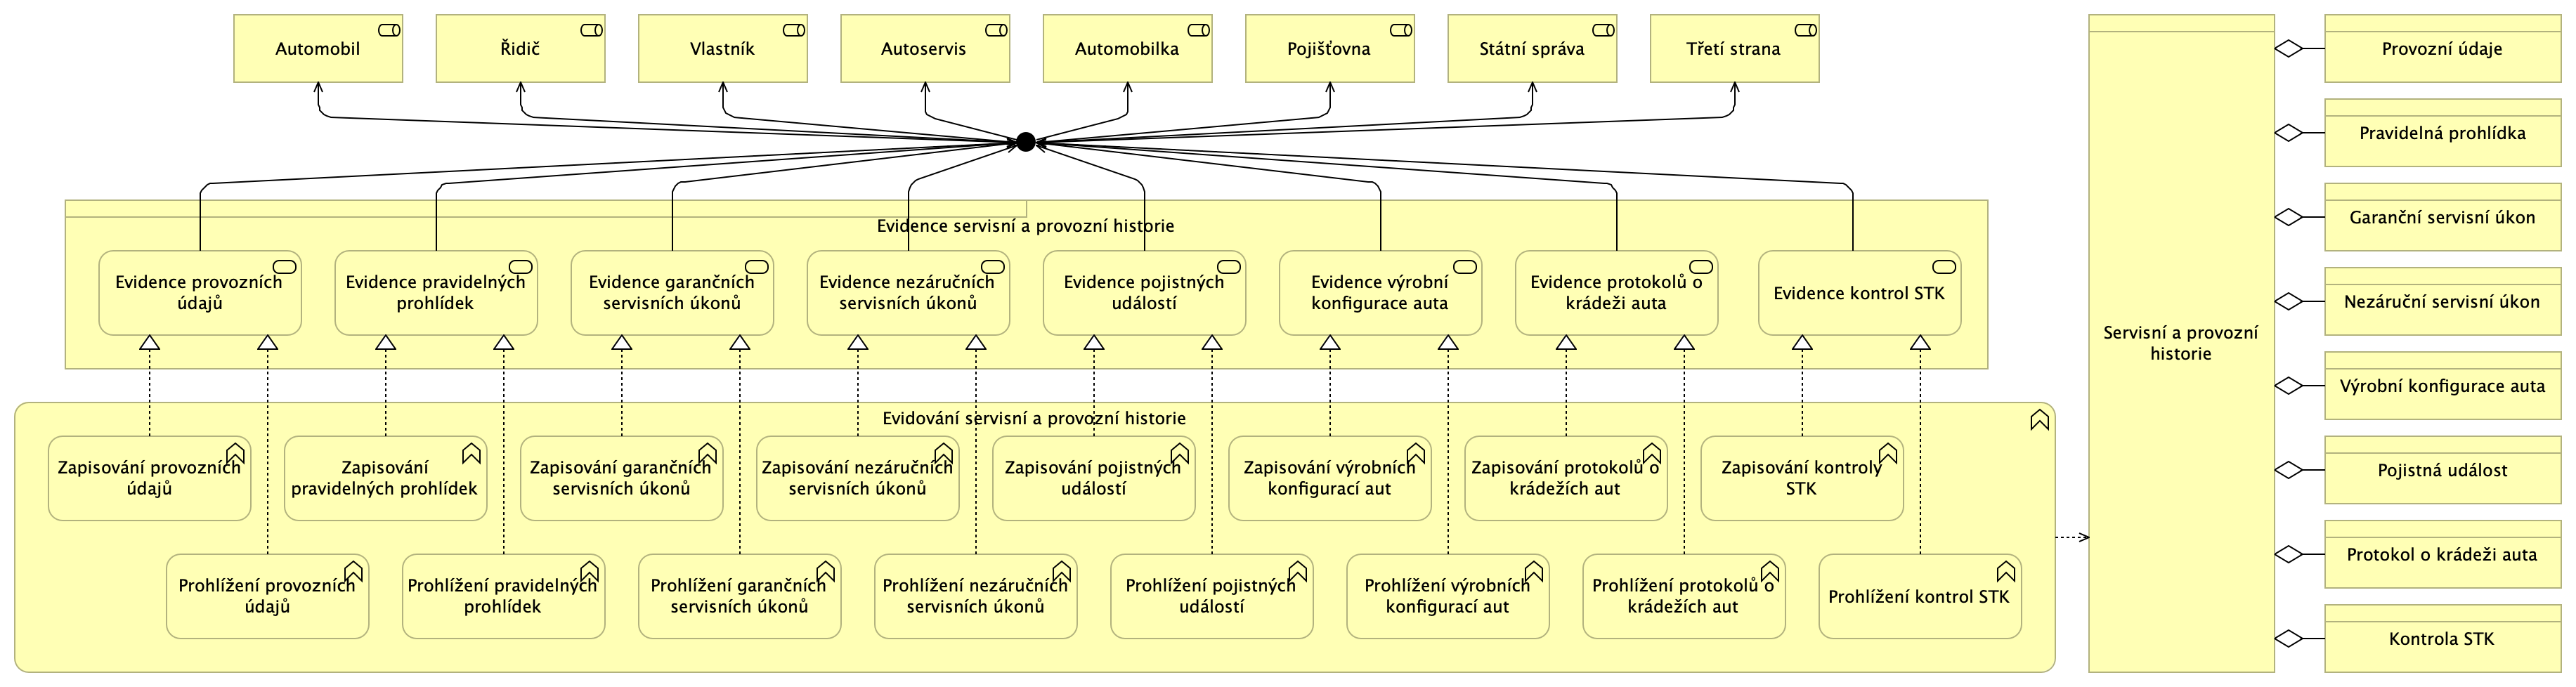 Automobil
Řidič
Vlastník
Autoservis
Automobilka
Pojišťovna
Státní správa
Třetí strana
Evidence servisní a provozní historie
Evidence provozních
údajů
Evidence pravidelných
prohlídek
Evidence garančních
servisních úkonů
Evidence nezáručních
servisních úkonů
Evidence pojistných
událostí
Evidence výrobní
konfigurace auta
Evidence protokolů o
krádeži auta
Evidence kontrol STK
Evidování servisní a provozní historie
Zapisování provozních
údajů
Zapisování
pravidelných prohlídek
Zapisování garančních
servisních úkonů
Zapisování nezáručních
servisních úkonů
Zapisování pojistných
událostí
Zapisování výrobních
konfigurací aut
Zapisování protokolů o
krádežích aut
Zapisování kontroly
STK
Prohlížení provozních
údajů
Prohlížení pravidelných
prohlídek
Prohlížení garančních
servisních úkonů
Prohlížení nezáručních
servisních úkonů
Prohlížení pojistných
událostí
Prohlížení výrobních
konfigurací aut
Prohlížení protokolů o
krádežích aut
Prohlížení kontrol STK
Servisní a provozní
historie
Provozní údaje
Pravidelná prohlídka
Garanční servisní úkon
Nezáruční servisní úkon
Výrobní konfigurace auta
Pojistná událost
Protokol o krádeži auta
Kontrola STK